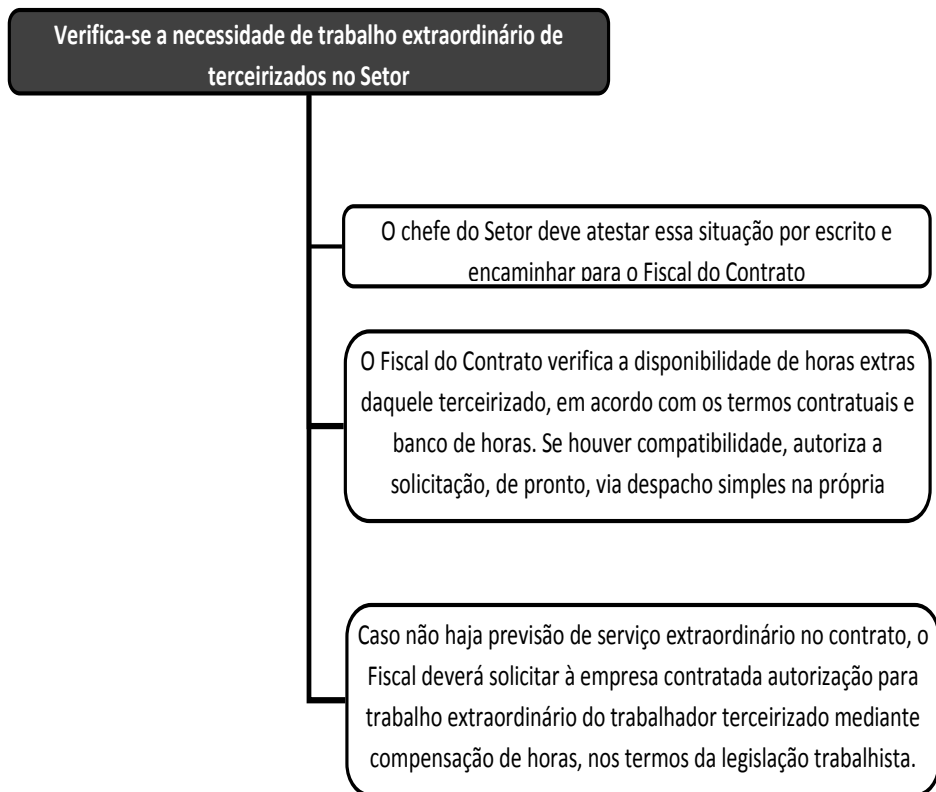 Verifica-se a necessidade de trabalho extraordinário de
terceirizados no Setor
O chefe do Setor deve atestar essa situação por escrito e
encaminhar para o Fiscal do Contrato
O Fiscal do Contrato verifica a disponibilidade de horas extras
daquele terceirizado, em acordo com os termos contratuais e
banco de horas. Se houver compatibilidade, autoriza a
solicitação, de pronto, via despacho simples na própria
Caso não haja previsão de serviço extraordinário no contrato, o
Fiscal deverá solicitar à empresa contratada autorização para
trabalho extraordinário do trabalhador terceirizado mediante
compensação de horas, nos termos da legislação trabalhista.